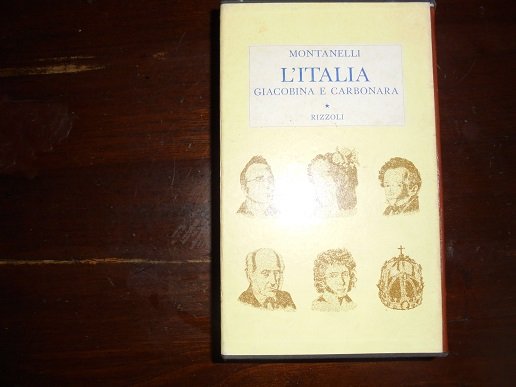 MONTANELLI
L'ITALIA
GIACOBINA E CARBONARA
RIZZOLI